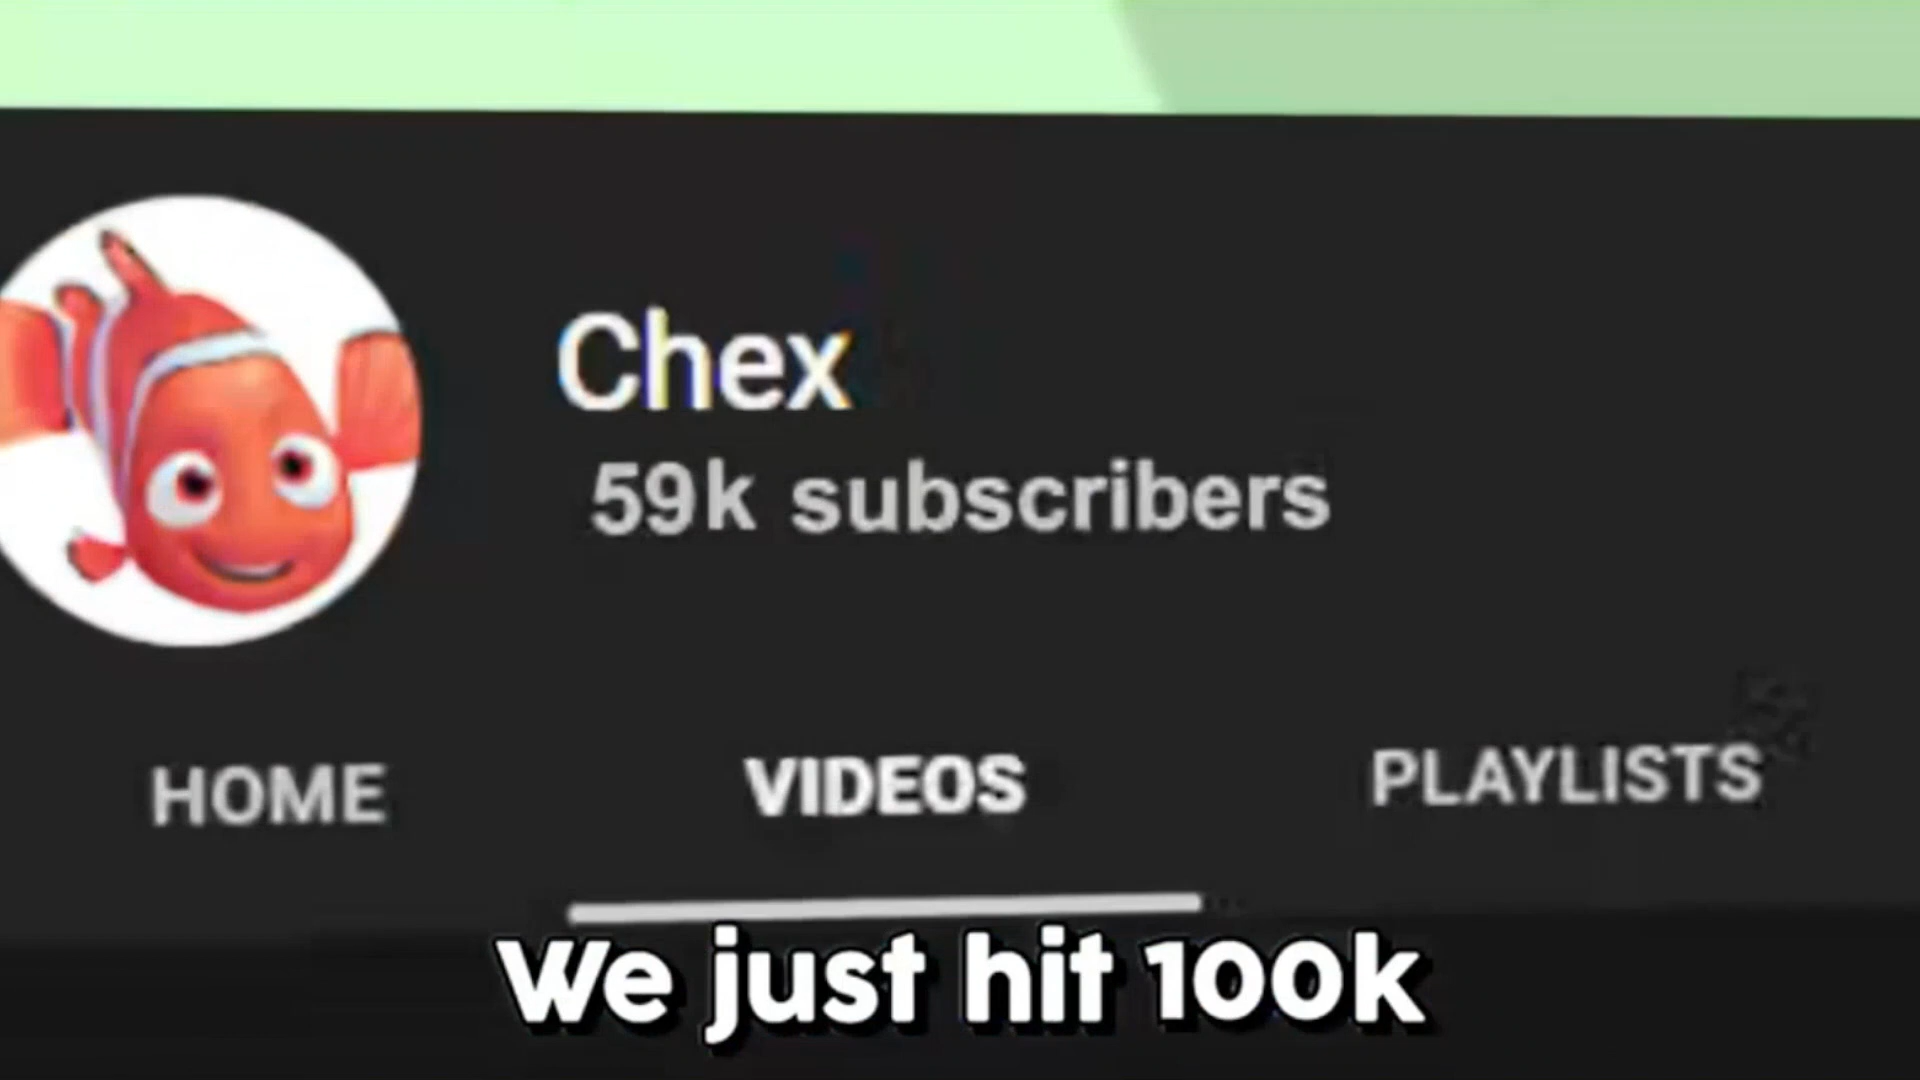 Chex
59k subscribers
HOME
VIDEOS
PLAYLISTS
We just hit 100k